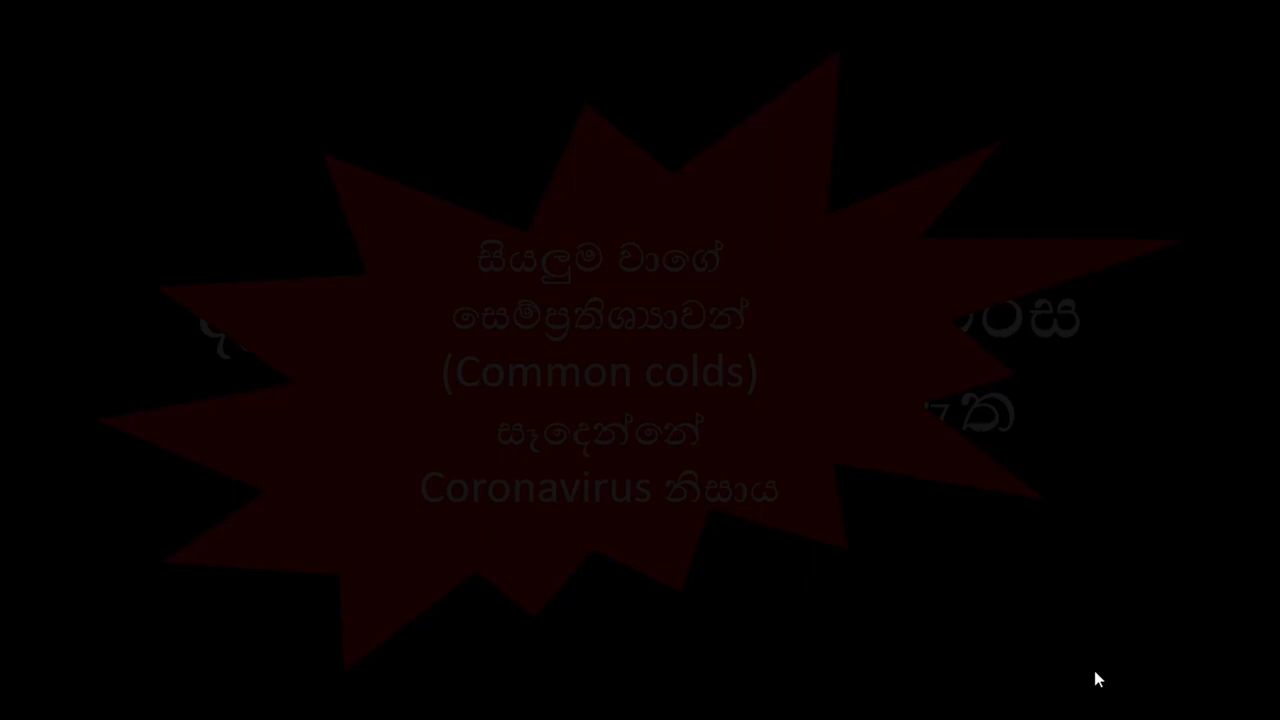 සියලුම වාගේ
සෙම්ප්‍රතිශ්‍යාවන්
(Common colds)
සෑදෙන්නේ
Coronavirus නිසාය